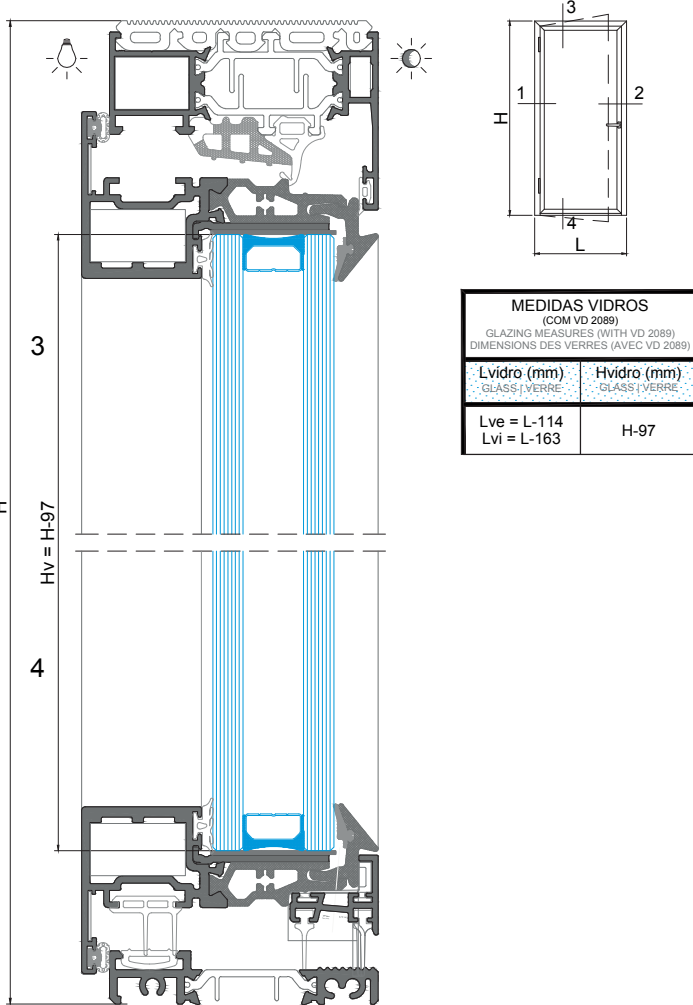 3
1
2
H
4
L
MEDIDAS VIDROS
(COM VD 2089)
GLAZING MEASURES (WITH VD 2089)
DIMENSIONS DES VERRES (AVEC VD 2089)
Lvidro (mm)
GLASS | VERRE
Hvidro (mm)
GLASS | VERRE
Lve = L-114
Lvi = L-163
H-97
3
H
Hv = H-97
4